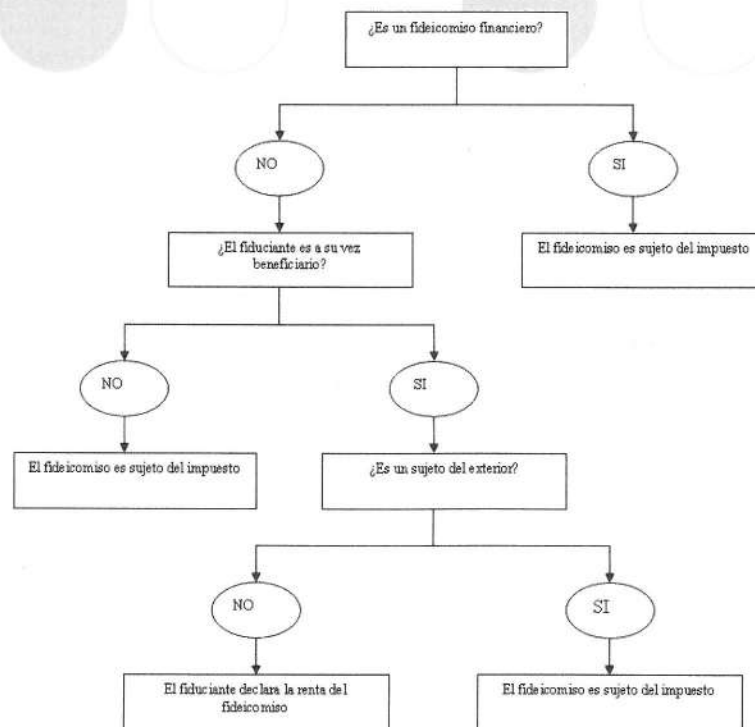 ¿Es un fideicomiso financiero?
NO
SI
¿El fiduciante es a su vez
beneficiario?
El fideicomiso es sujeto del impuesto
NO
SI
El fideicomiso es sujeto del impuesto
¿Es un sujeto del exterior?
NO
SI
El fiduciante declara la renta del
fideicomiso
El fideicomiso es sujeto del impuesto